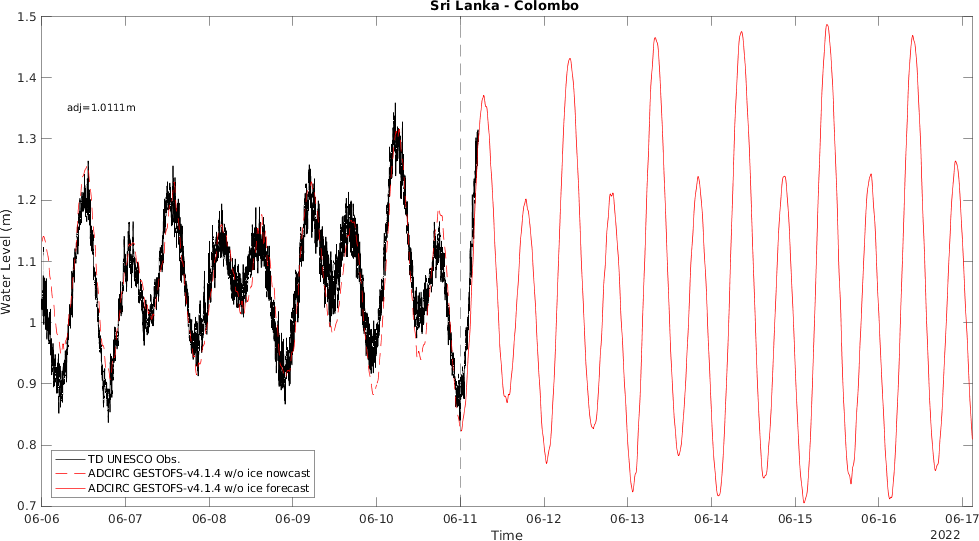 Sri Lanka - Colombo
1.5
1.4
1.3
1.2
1.1
1
0.9
0.8
0.7
Water Level (m)
adj=1.0111m
TD UNESCO Obs.
ADCIRC GESTOFS-v4.1.4 w/o ice nowcast
ADCIRC GESTOFS-v4.1.4 w/o ice forecast
06-06 06-07 06-08 06-09 06-10 06-11 06-12 06-13 06-14 06-15 06-16 06-17
Time
2022